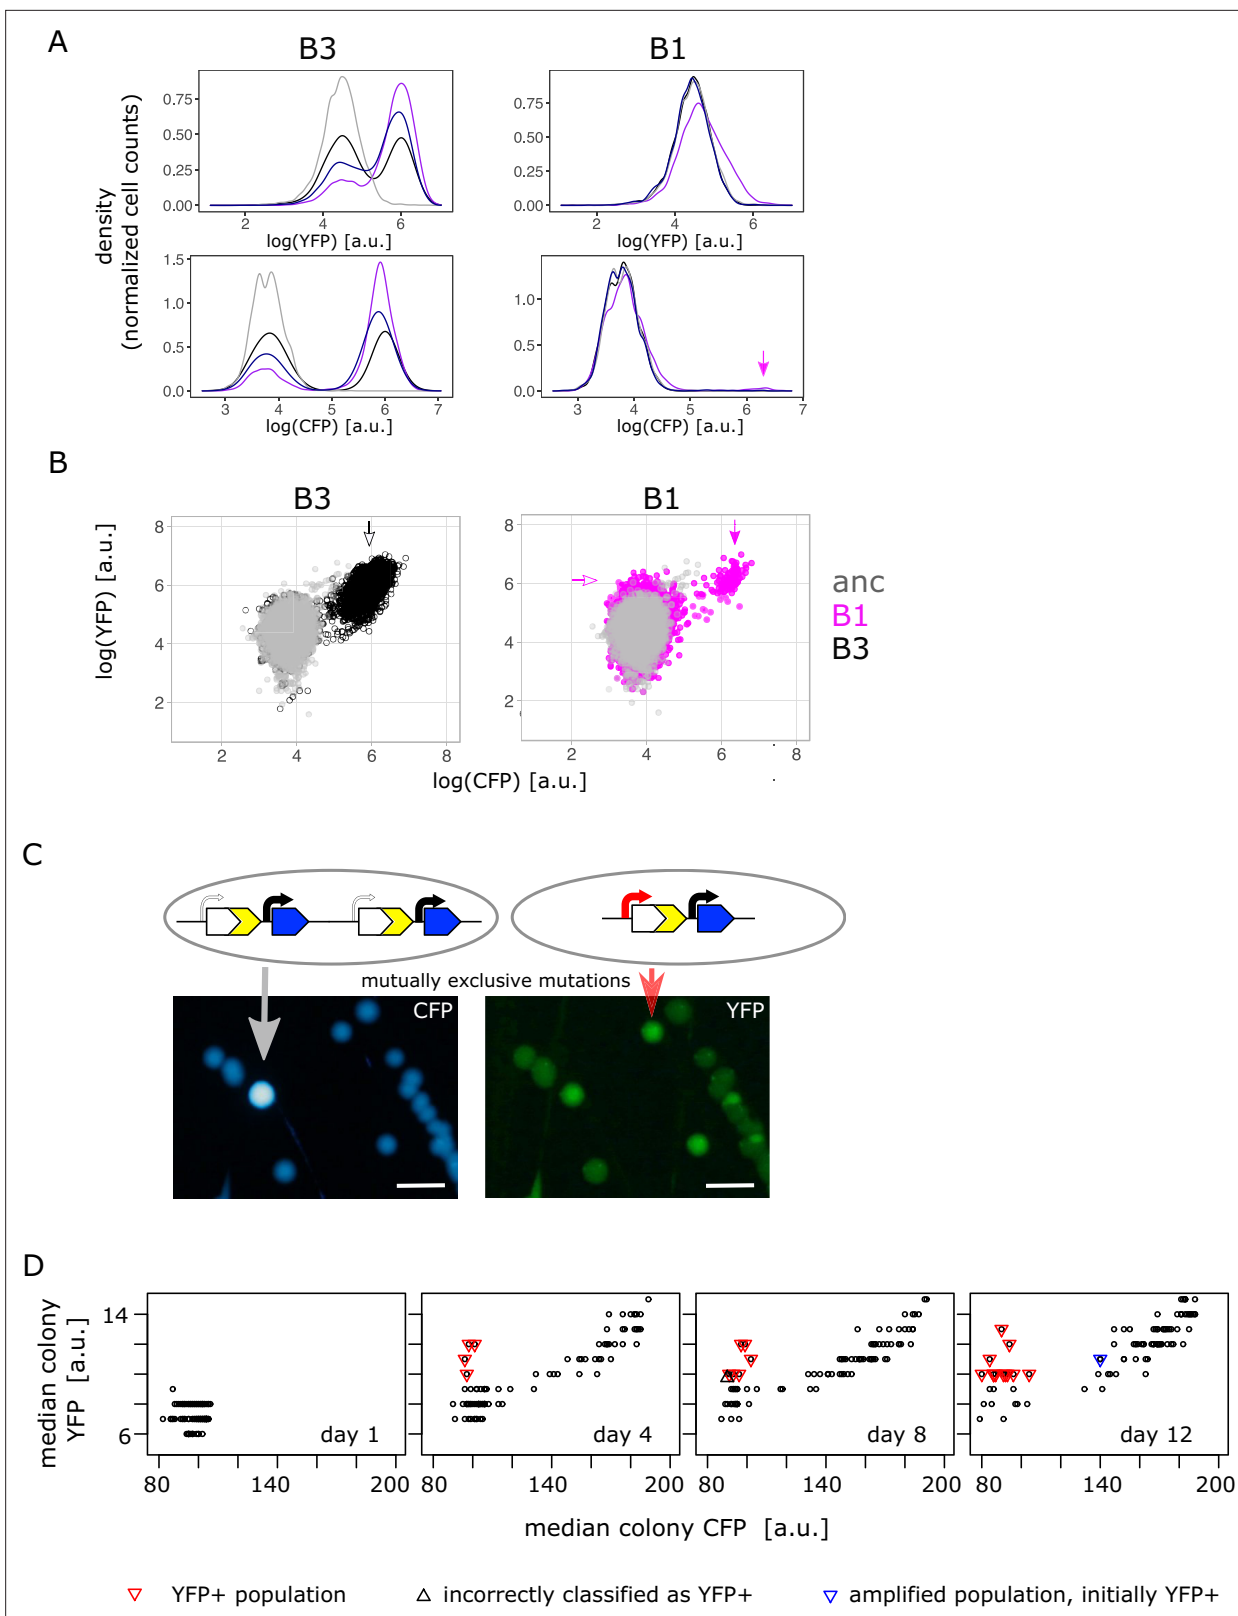 A
B3
B1
density
(normalized cell counts)
0.75
0.50
0.25
0.00
2
4
6
log(YFP) [a.u.]
0.75
0.50
0.25
0.00
2
4
6
log(YFP) [a.u.]
1.5
1.0
0.5
0.0
3
4
5
6
7
log(CFP) [a.u.]
1.0
0.5
0.0
3
4
5
6
7
log(CFP) [a.u.]
B
B3
B1
log(YFP) [a.u.]
8
6
4
2
2
4
6
8
8
6
4
2
2
4
6
8
anc
B1
B3
log(CFP) [a.u.]
C
mutually exclusive mutations
CFP
YFP
D
median colony
YFP [a.u.]
14
6
day 1
day 4
day 8
day 12
80
140
200
80
140
200
80
140
200
80
140
200
median colony CFP [a.u.]
YFP+ population
incorrectly classified as YFP+
amplified population, initially YFP+